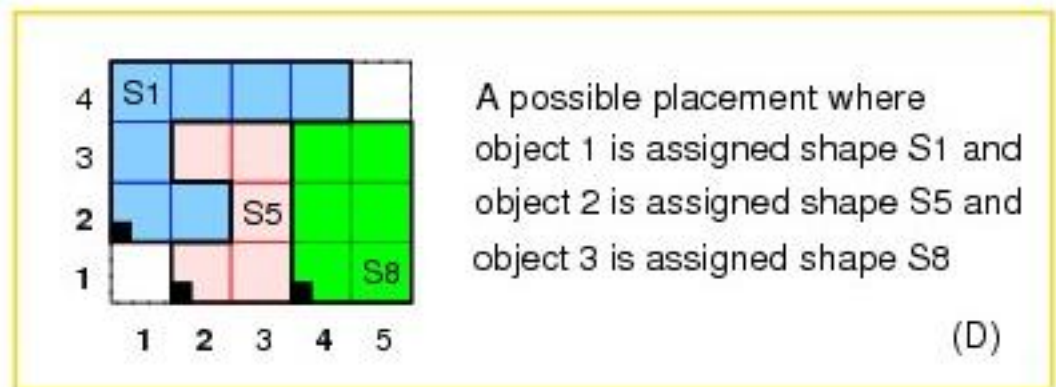 4
3
2
1
S1
S5
S8
1 2 3 4 5
A possible placement where
object 1 is assigned shape S1 and
object 2 is assigned shape S5 and
object 3 is assigned shape S8
(D)